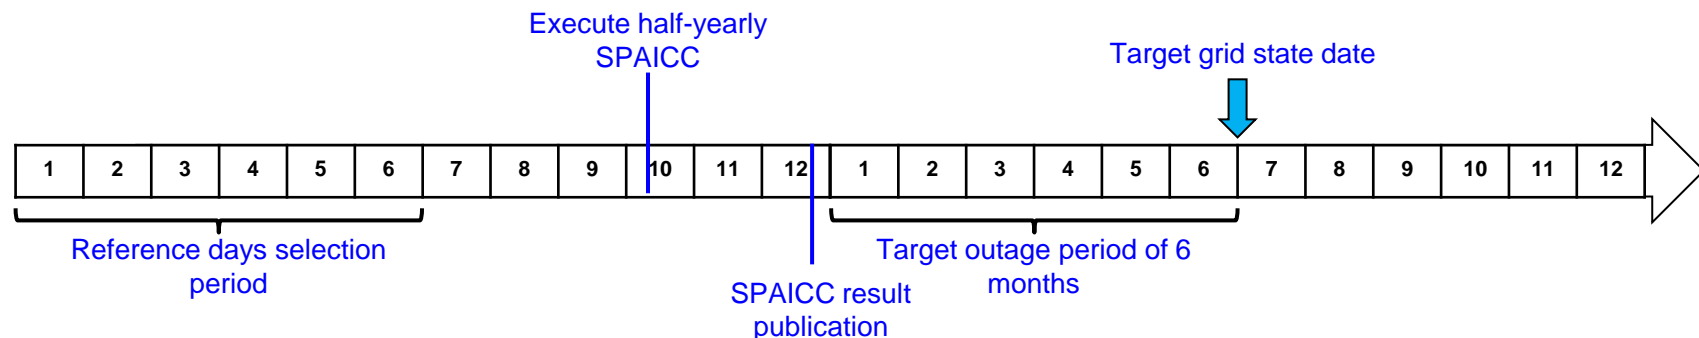 Execute half-yearly
SPAICC
Target grid state date
1 2 3 4 5 6 7 8 9 10 11 12 1 2 3 4 5 6 7 8 9 10 11 12
Reference days selection
period
Target outage period of 6
months
SPAICC result
publication